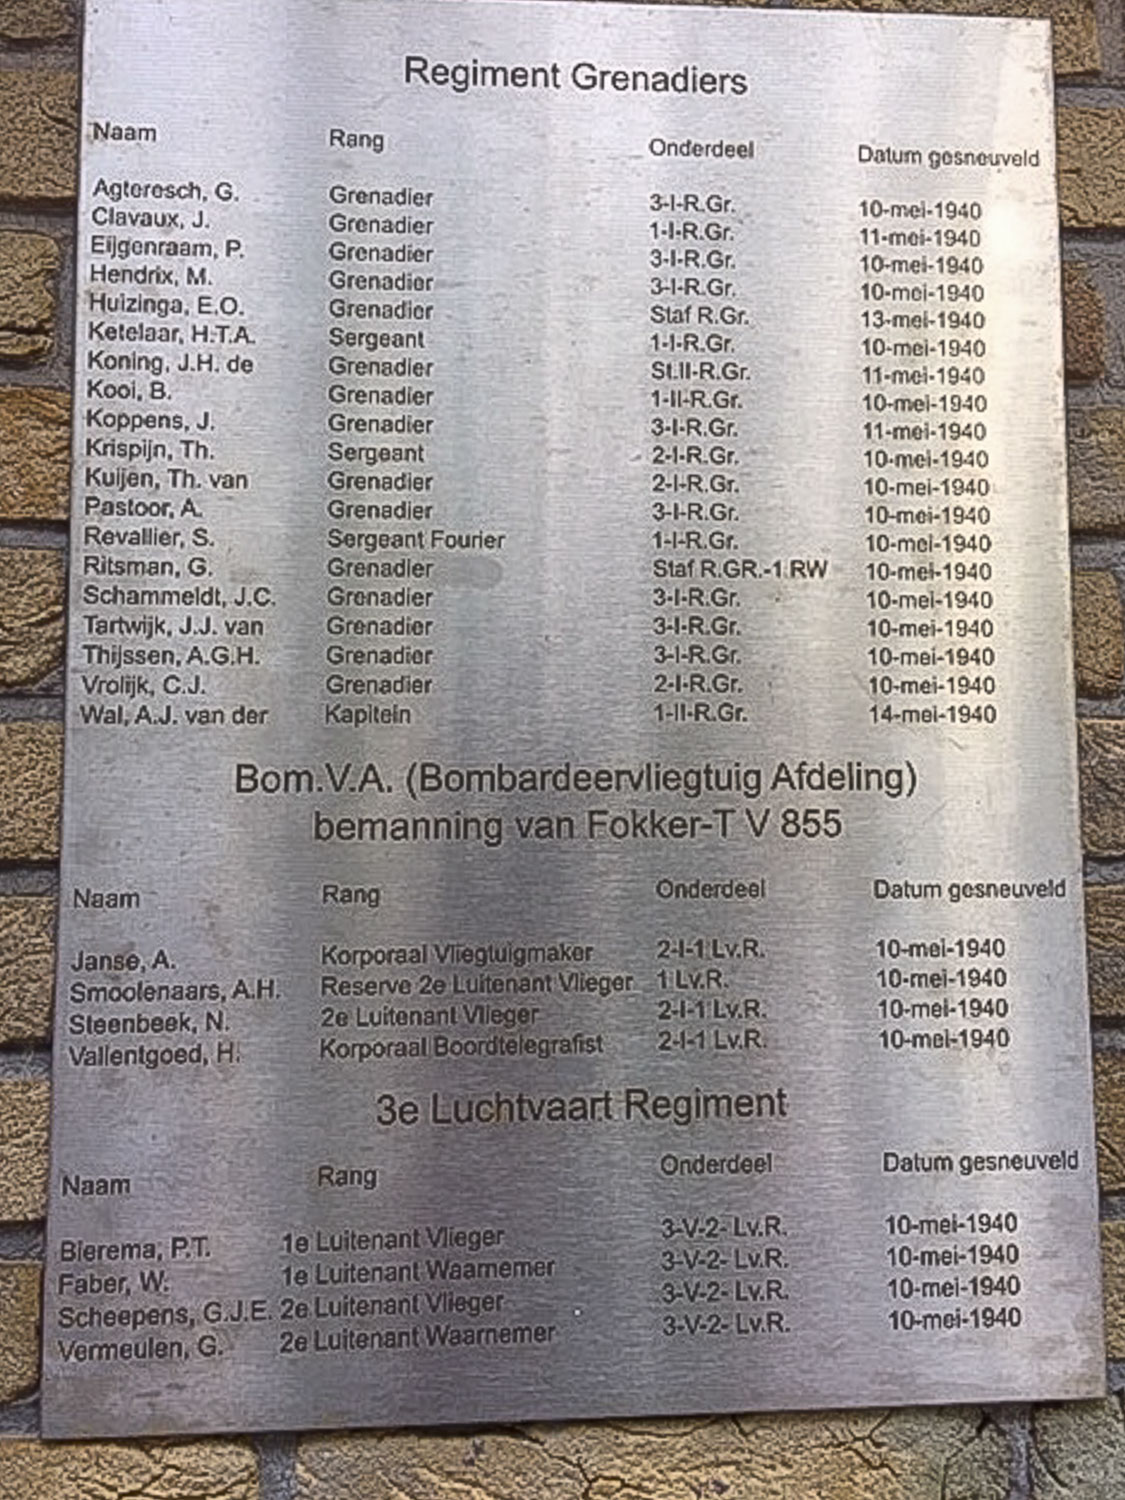 Regiment Grenadiers
Naam Rang Onderdeel Datum gesneuveld
Agteresch, G. Grenadier 3-I-R.Gr. 10-mei-1940
Clavaux, J. Grenadier 1-I-R.Gr. 11-mei-1940
Eijgenraam, P. Grenadier 3-I-R.Gr. 10-mei-1940
Hendrix, M. Grenadier 3-I-R.Gr. 10-mei-1940
Huizinga, E.O. Grenadier Staf R.Gr. 13-mei-1940
Ketelaar, H.T.A. Sergeant 1-I-R.Gr. 10-mei-1940
Koning, J.H. de Grenadier St.II-R.Gr. 11-mei-1940
Kooi, B. Grenadier 1-II-R.Gr. 10-mei-1940
Koppens, J. Grenadier 3-I-R.Gr. 11-mei-1940
Krispijn, Th. Sergeant 2-I-R.Gr. 10-mei-1940
Kuijen, Th. van Grenadier 2-I-R.Gr. 10-mei-1940
Pastoor, A. Grenadier 3-I-R.Gr. 10-mei-1940
Revallier, S. Sergeant Fourier 1-I-R.Gr. 10-mei-1940
Ritsman, G. Grenadier Staf R.GR.-1 RW 10-mei-1940
Schammeldt, J.C. Grenadier 3-I-R.Gr. 10-mei-1940
Tartwijk, J.J. van Grenadier 3-I-R.Gr. 10-mei-1940
Thijssen, A.G.H. Grenadier 3-I-R.Gr. 10-mei-1940
Vrolijk, C.J. Grenadier 2-I-R.Gr. 10-mei-1940
Wal, A.J. van der Kapitein 1-II-R.Gr. 14-mei-1940
Bom.V.A. (Bombardeervliegtuig Afdeling)
bemanning van Fokker-T V 855
Naam Rang Onderdeel Datum gesneuveld
Janse, A. Korporaal Vliegtuigmaker 2-I-1 Lv.R. 10-mei-1940
Smoolenaars, A.H. Reserve 2e Luitenant Vlieger 1 Lv.R. 10-mei-1940
Steenbeek, N. 2e Luitenant Vlieger 2-I-1 Lv.R. 10-mei-1940
Vallentgoed, H. Korporaal Boordtelegrafist 2-I-1 Lv.R. 10-mei-1940
3e Luchtvaart Regiment
Naam Rang Onderdeel Datum gesneuveld
Bierema, P.T. 1e Luitenant Vlieger 3-V-2- Lv.R. 10-mei-1940
Faber, W. 1e Luitenant Waarnemer 3-V-2- Lv.R. 10-mei-1940
Scheepens, G.J.E. 2e Luitenant Vlieger 3-V-2- Lv.R. 10-mei-1940
Vermeulen, G. 2e Luitenant Waarnemer 3-V-2- Lv.R. 10-mei-1940